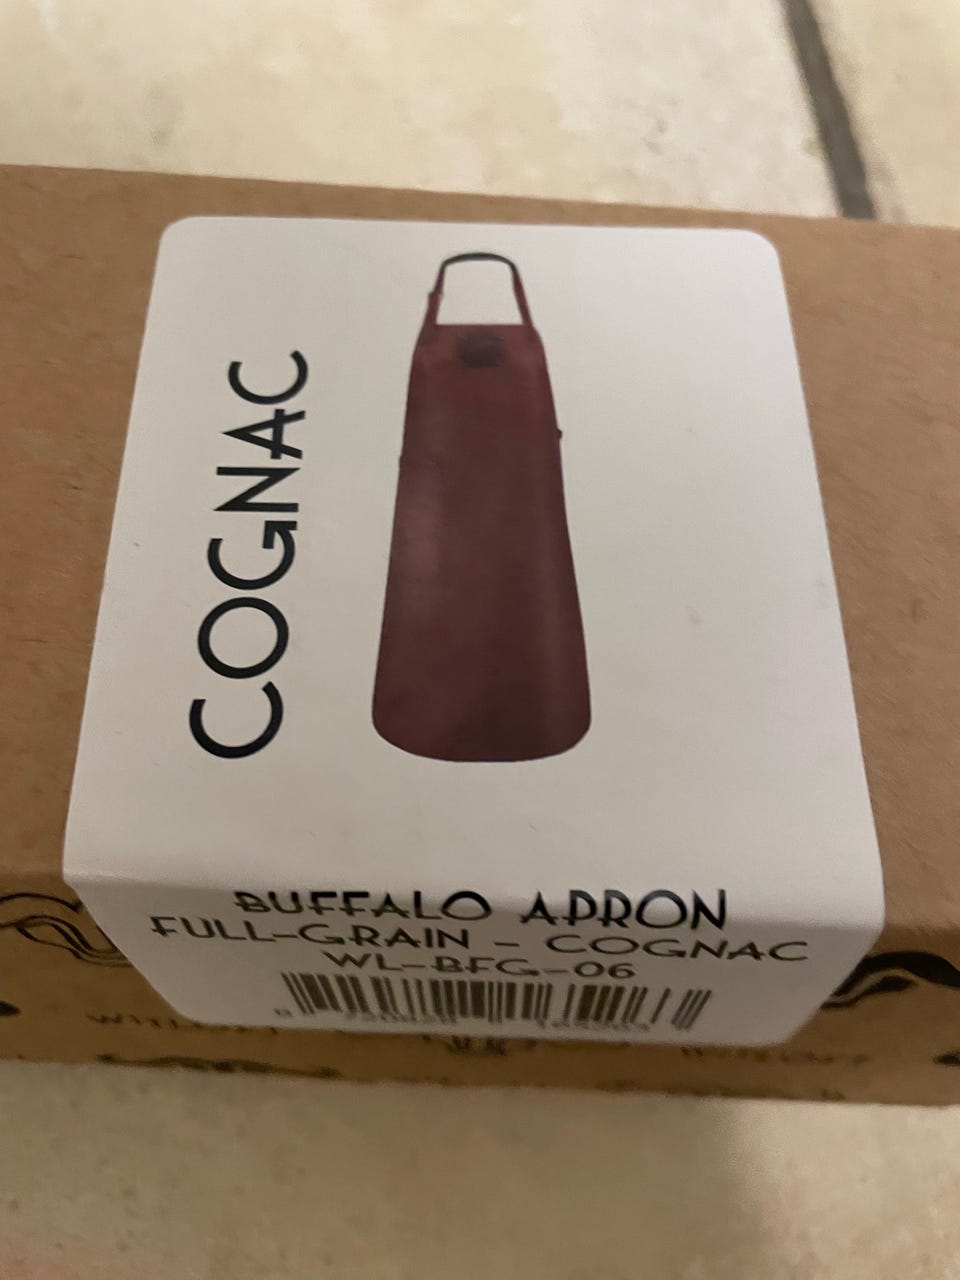 COGNAC
BUFFALO APRON
FULL-GRAIN - COGNAC
WL-BFG-06